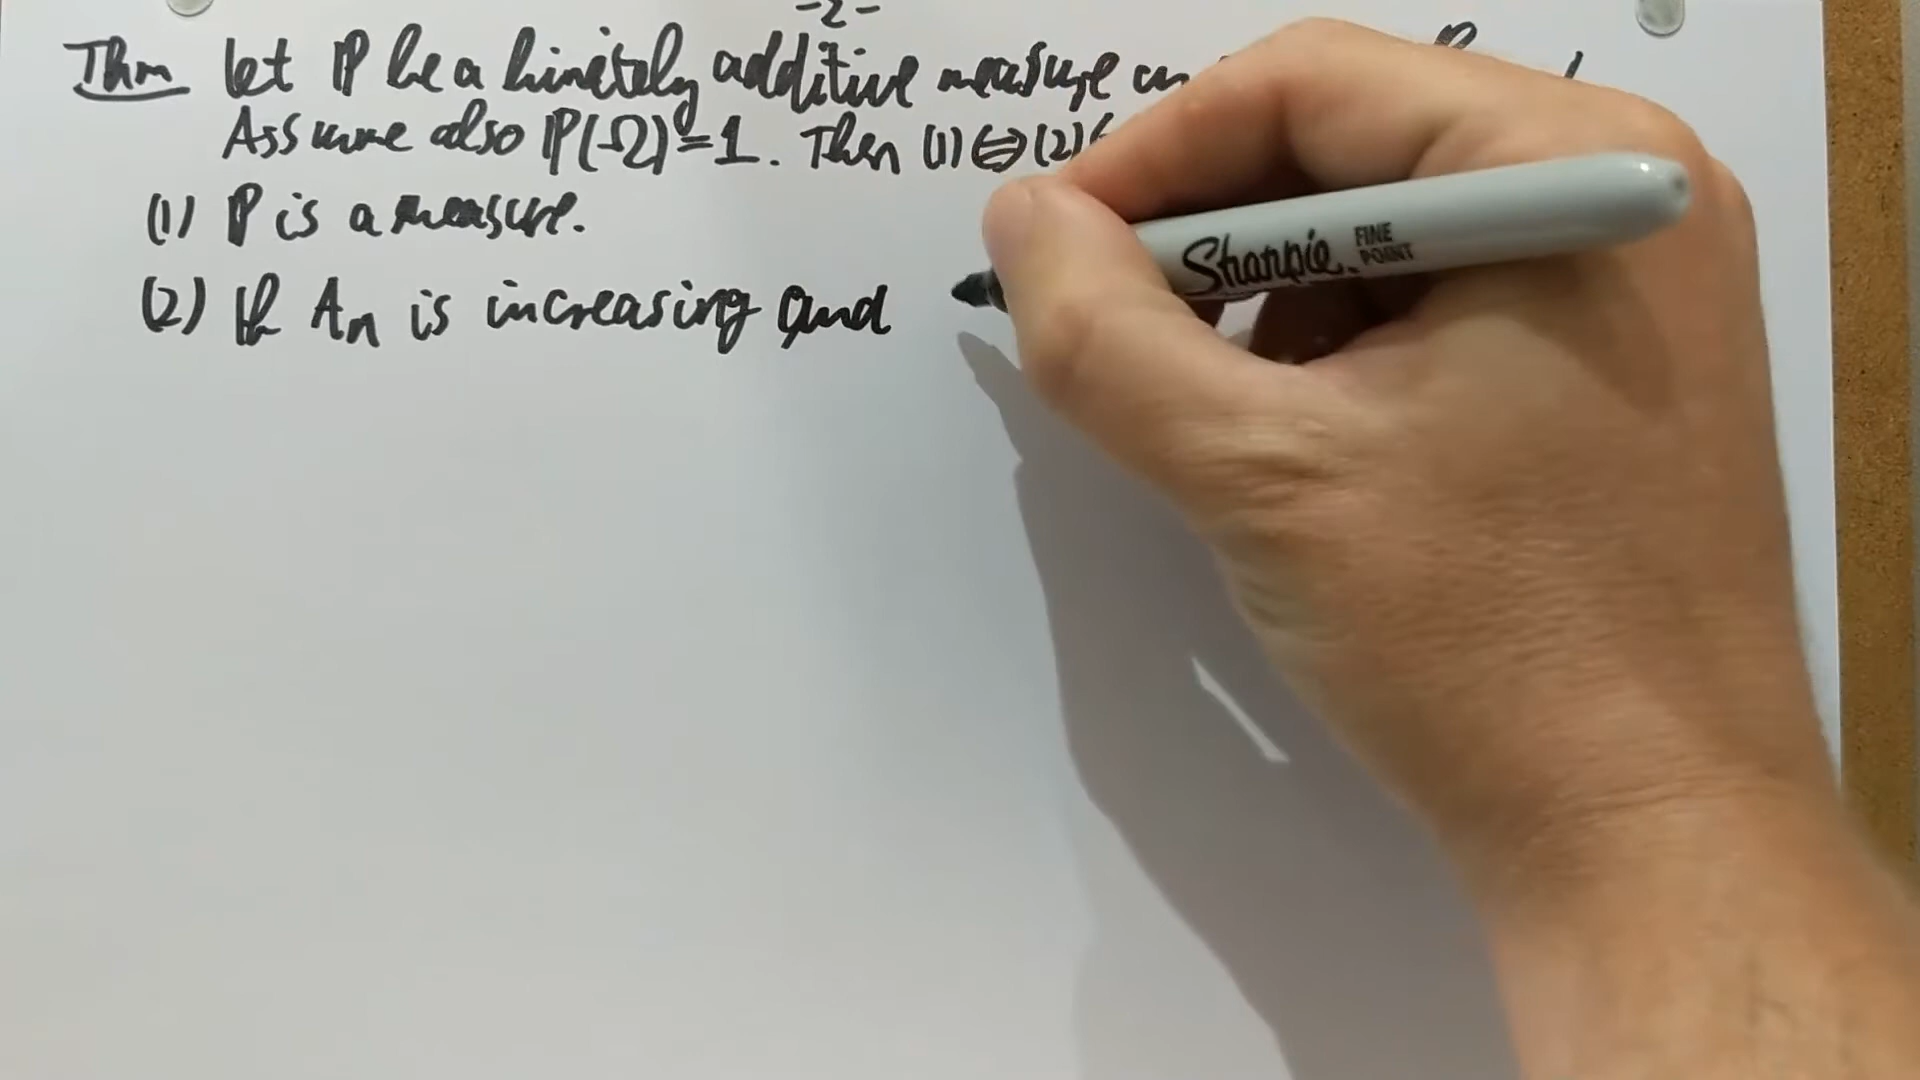 -2-
Thm Let ℙ be a finitely additive measure on
Assume also ℙ(Ω)=1. Then (1)⇔(2)
(1) ℙ is a measure.
(2) If Aₙ is increasing and
Sharpie. FINE POINT